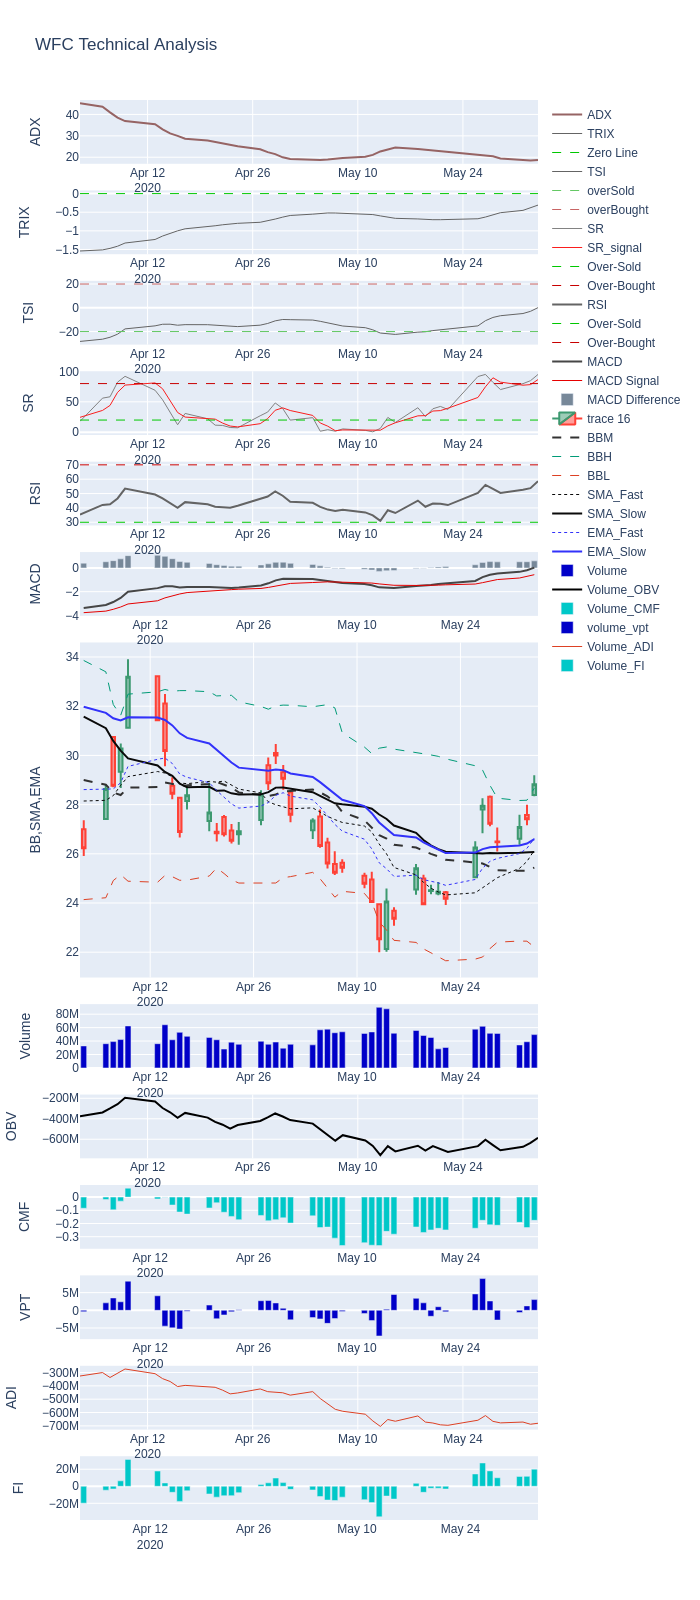 WFC Technical Analysis
ADX
40
30
20
Apr 12
2020
Apr 26
May 10
May 24
TRIX
0
−0.5
−1
−1.5
Apr 12
2020
Apr 26
May 10
May 24
TSI
20
0
−20
Apr 12
2020
Apr 26
May 10
May 24
SR
100
50
0
Apr 12
2020
Apr 26
May 10
May 24
RSI
70
60
50
40
30
Apr 12
2020
Apr 26
May 10
May 24
MACD
0
−2
−4
Apr 12
2020
Apr 26
May 10
May 24
BB,SMA,EMA
34
32
30
28
26
24
22
Apr 12
2020
Apr 26
May 10
May 24
Volume
80M
60M
40M
20M
0
Apr 12
2020
Apr 26
May 10
May 24
OBV
−200M
−400M
−600M
Apr 12
2020
Apr 26
May 10
May 24
CMF
0
−0.1
−0.2
−0.3
Apr 12
2020
Apr 26
May 10
May 24
VPT
5M
0
−5M
Apr 12
2020
Apr 26
May 10
May 24
ADI
−300M
−400M
−500M
−600M
−700M
Apr 12
2020
Apr 26
May 10
May 24
FI
20M
0
−20M
Apr 12
2020
Apr 26
May 10
May 24
ADX
TRIX
Zero Line
TSI
overSold
overBought
SR
SR_signal
Over-Sold
Over-Bought
RSI
Over-Sold
Over-Bought
MACD
MACD Signal
MACD Difference
trace 16
BBM
BBH
BBL
SMA_Fast
SMA_Slow
EMA_Fast
EMA_Slow
Volume
Volume_OBV
Volume_CMF
volume_vpt
Volume_ADI
Volume_FI